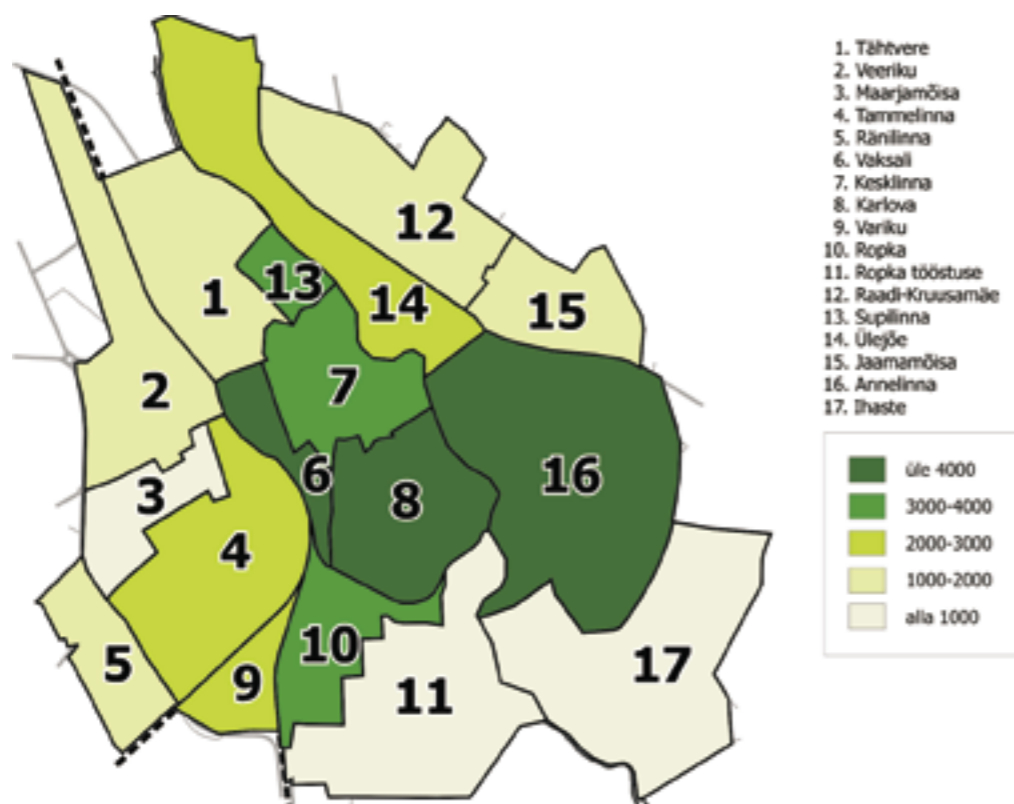 1. Tähtvere
2. Veeriku
3. Maarjamõisa
4. Tammelinna
5. Ränilinna
6. Vaksali
7. Kesklinna
8. Karlova
9. Variku
10. Ropka
11. Ropka tööstuse
12. Raadi-Kruusamäe
13. Supilinna
14. Ülejõe
15. Jaamamõisa
16. Annelinna
17. Ihaste
12
13
1
14
15
7
2
6
16
3
8
4
10
17
5
9
11
üle 4000
3000-4000
2000-3000
1000-2000
alla 1000